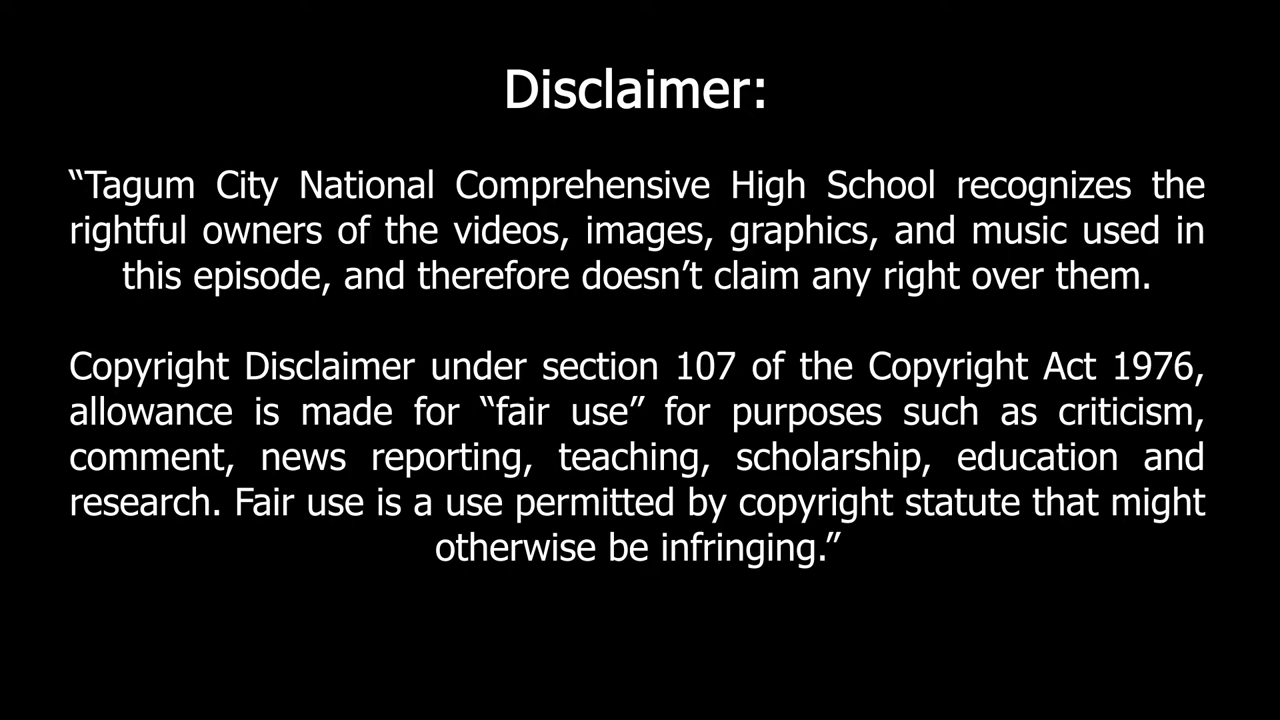 Disclaimer:
“Tagum City National Comprehensive High School recognizes the
rightful owners of the videos, images, graphics, and music used in
this episode, and therefore doesn’t claim any right over them.
Copyright Disclaimer under section 107 of the Copyright Act 1976,
allowance is made for “fair use” for purposes such as criticism,
comment, news reporting, teaching, scholarship, education and
research. Fair use is a use permitted by copyright statute that might
otherwise be infringing.”